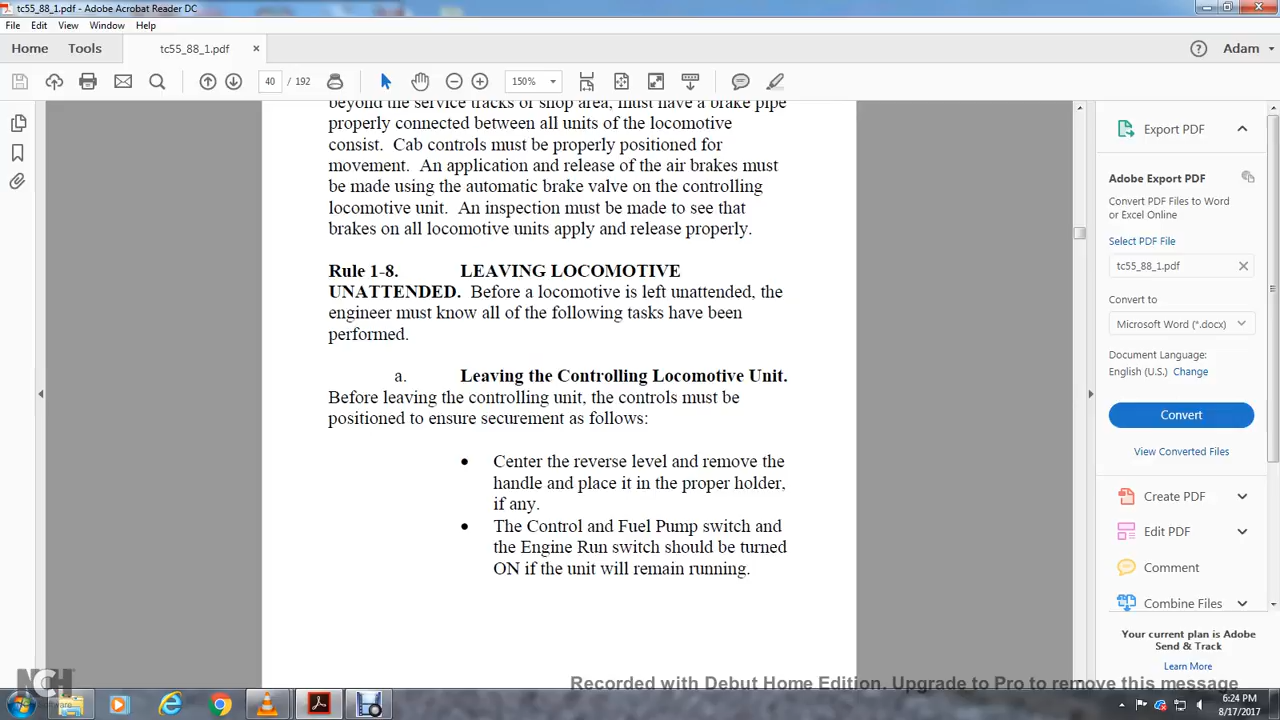 tc55_88_1.pdf - Adobe Acrobat Reader DC
File Edit View Window Help
Home Tools tc55_88_1.pdf × Adam
40 / 192 150%
beyond the service tracks or shop area, must have a brake pipe
properly connected between all units of the locomotive
consist. Cab controls must be properly positioned for
movement. An application and release of the air brakes must
be made using the automatic brake valve on the controlling
locomotive unit. An inspection must be made to see that
brakes on all locomotive units apply and release properly.
Rule 1-8. LEAVING LOCOMOTIVE
UNATTENDED. Before a locomotive is left unattended, the
engineer must know all of the following tasks have been
performed.
a. Leaving the Controlling Locomotive Unit.
Before leaving the controlling unit, the controls must be
positioned to ensure securement as follows:
• Center the reverse level and remove the
handle and place it in the proper holder,
if any.
• The Control and Fuel Pump switch and
the Engine Run switch should be turned
ON if the unit will remain running.
Export PDF
Adobe Export PDF
Convert PDF Files to Word
or Excel Online
Select PDF File
tc55_88_1.pdf
Convert to
Microsoft Word (*.docx)
Document Language:
English (U.S.) Change
Convert
View Converted Files
Create PDF
Edit PDF
Comment
Combine Files
Your current plan is Adobe
Send & Track
Learn More
NCH
Software
Recorded with Debut Home Edition. Upgrade to Pro to remove this message
6:24 PM
8/17/2017